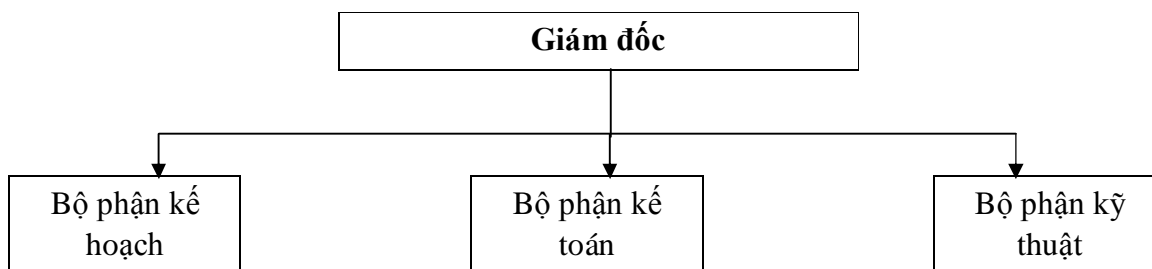 Giám đốc
Bộ phận kế
hoạch
Bộ phận kế
toán
Bộ phận kỹ
thuật